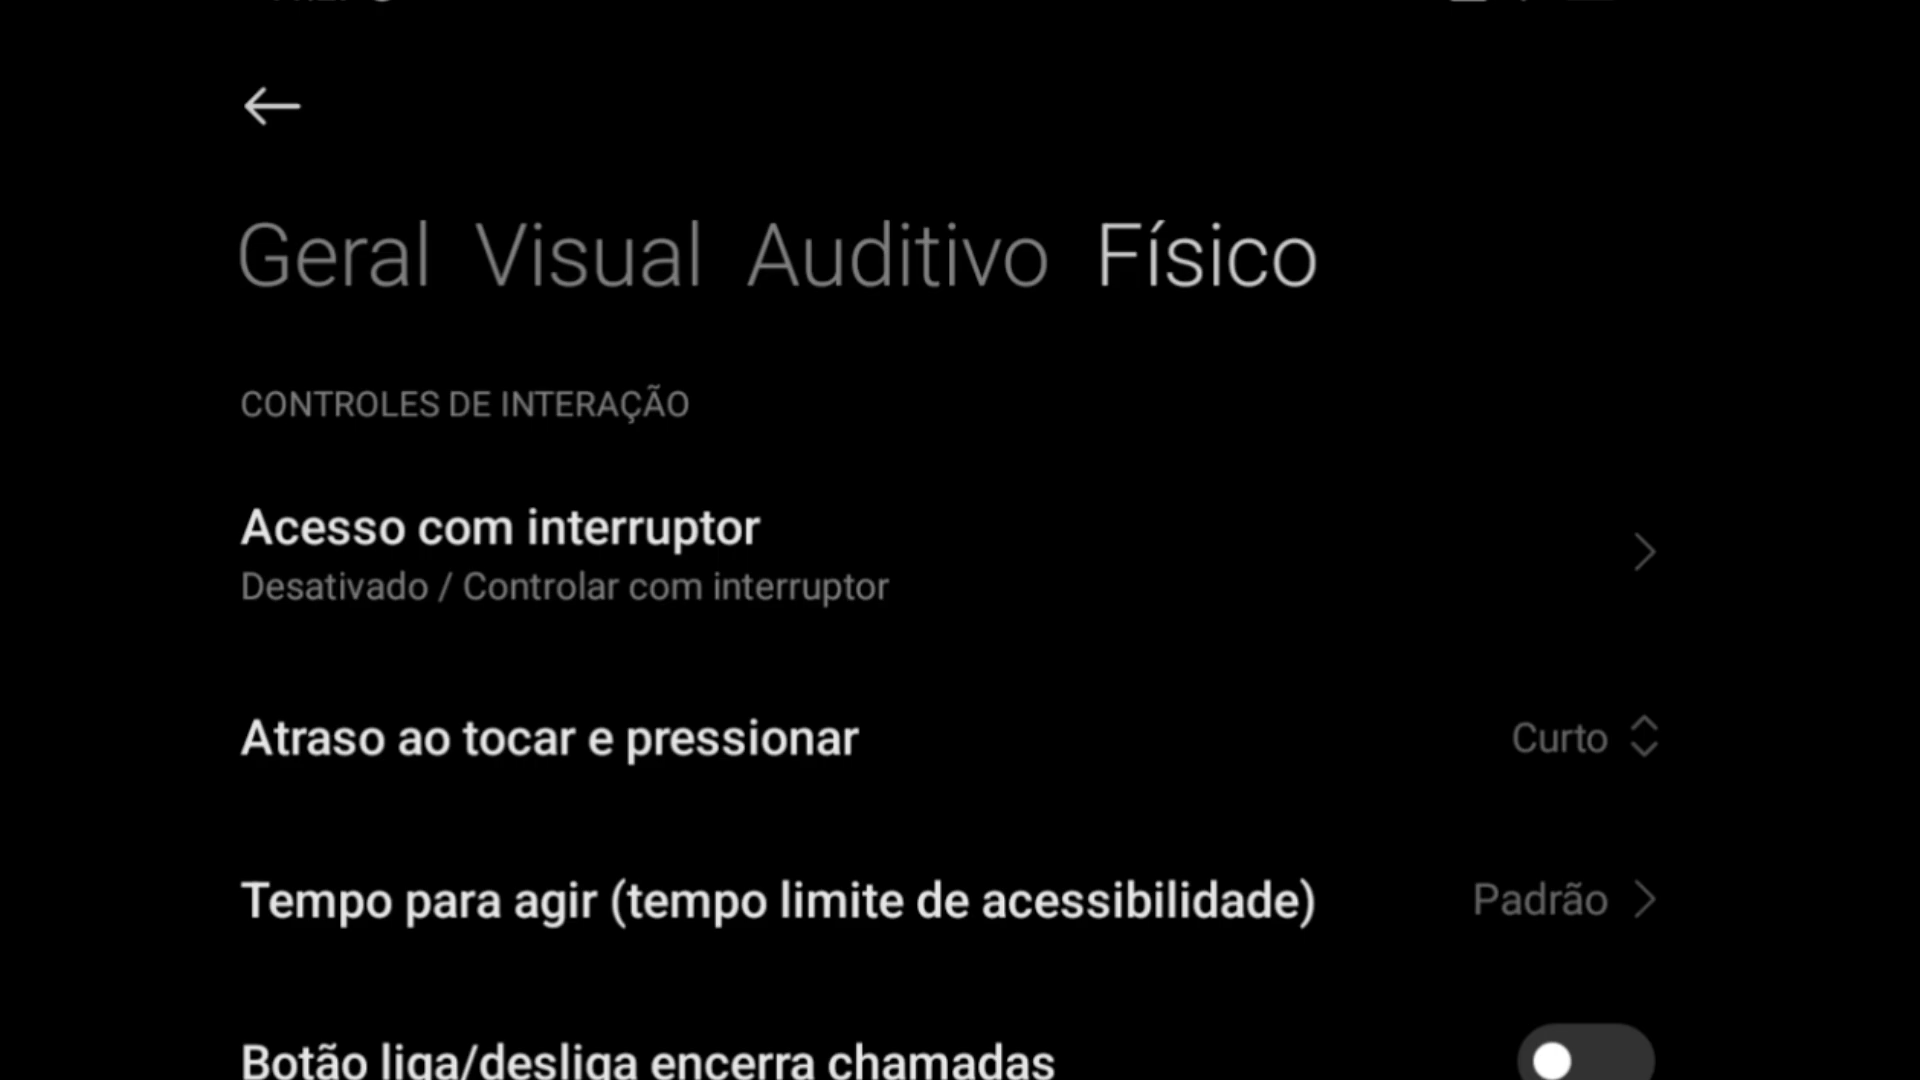 Geral Visual Auditivo Físico
CONTROLES DE INTERAÇÃO
Acesso com interruptor
Desativado / Controlar com interruptor
Atraso ao tocar e pressionar Curto
Tempo para agir (tempo limite de acessibilidade) Padrão
Botão liga/desliga encerra chamadas